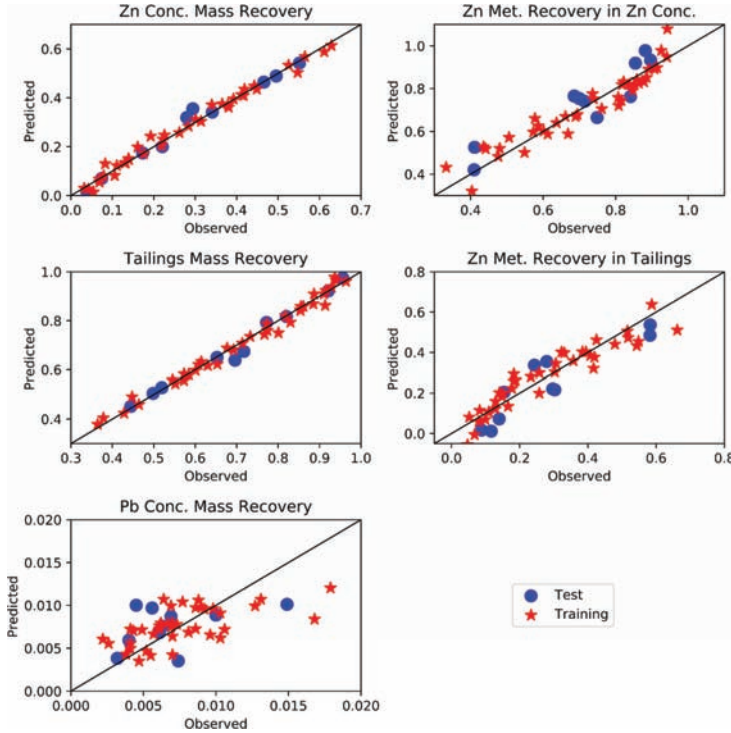 Zn Conc. Mass Recovery
Predicted
0.6
0.4
0.2
0.0
0.0 0.1 0.2 0.3 0.4 0.5 0.6 0.7
Observed
Zn Met. Recovery in Zn Conc.
Predicted
1.0
0.8
0.6
0.4
0.4 0.6 0.8 1.0
Observed
Tailings Mass Recovery
Predicted
1.0
0.8
0.6
0.4
0.3 0.4 0.5 0.6 0.7 0.8 0.9 1.0
Observed
Zn Met. Recovery in Tailings
Predicted
0.8
0.6
0.4
0.2
0.0
0.0 0.2 0.4 0.6 0.8
Observed
Pb Conc. Mass Recovery
Predicted
0.020
0.015
0.010
0.005
0.000
0.000 0.005 0.010 0.015 0.020
Observed
Test
Training